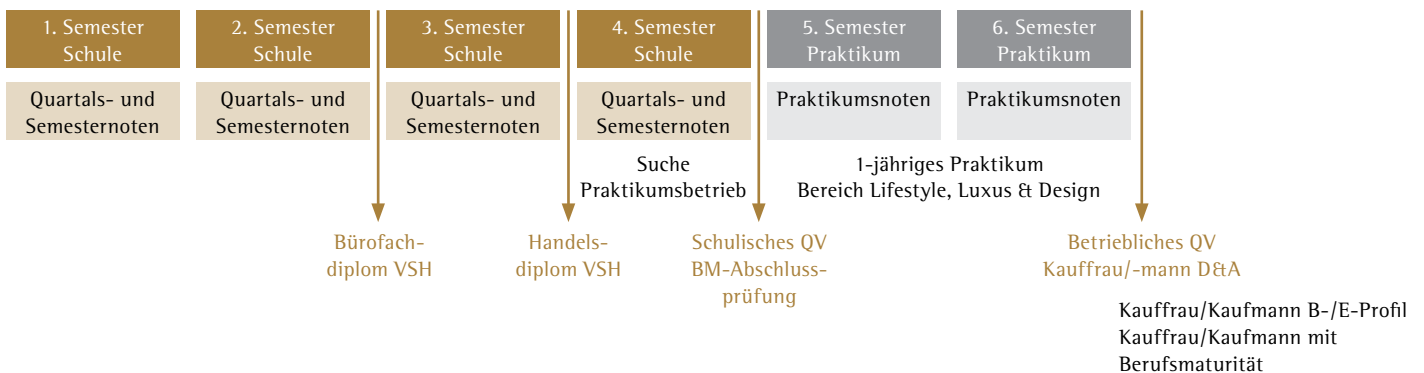 1. Semester
Schule
2. Semester
Schule
3. Semester
Schule
4. Semester
Schule
5. Semester
Praktikum
6. Semester
Praktikum
Quartals- und
Semesternoten
Quartals- und
Semesternoten
Quartals- und
Semesternoten
Quartals- und
Semesternoten
Praktikumsnoten
Praktikumsnoten
Suche
Praktikumsbetrieb
1-jähriges Praktikum
Bereich Lifestyle, Luxus & Design
Bürofach-
diplom VSH
Handels-
diplom VSH
Schulisches QV
BM-Abschluss-
prüfung
Betriebliches QV
Kauffrau/-mann D&A
Kauffrau/Kaufmann B-/E-Profil
Kauffrau/Kaufmann mit
Berufsmaturität